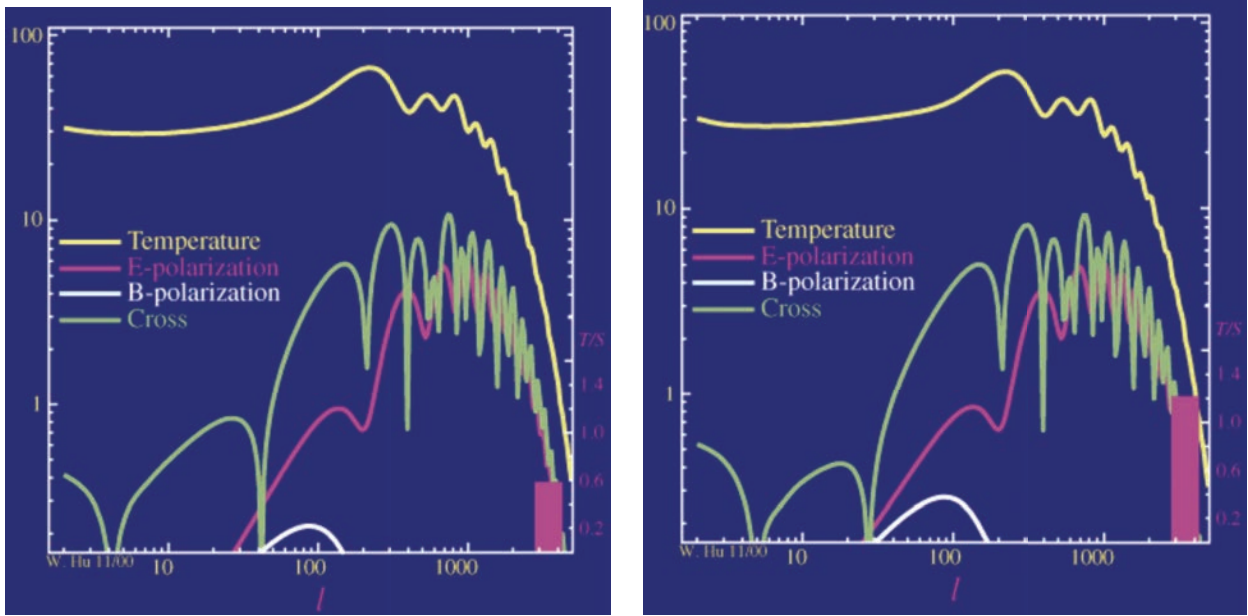 100
10
1
Temperature
E-polarization
B-polarization
Cross
T/S
1.4
1.0
0.6
0.2
W. Hu 11/00
10
100
1000
l
100
10
1
Temperature
E-polarization
B-polarization
Cross
T/S
1.4
1.0
0.6
0.2
W. Hu 11/00
10
100
1000
l